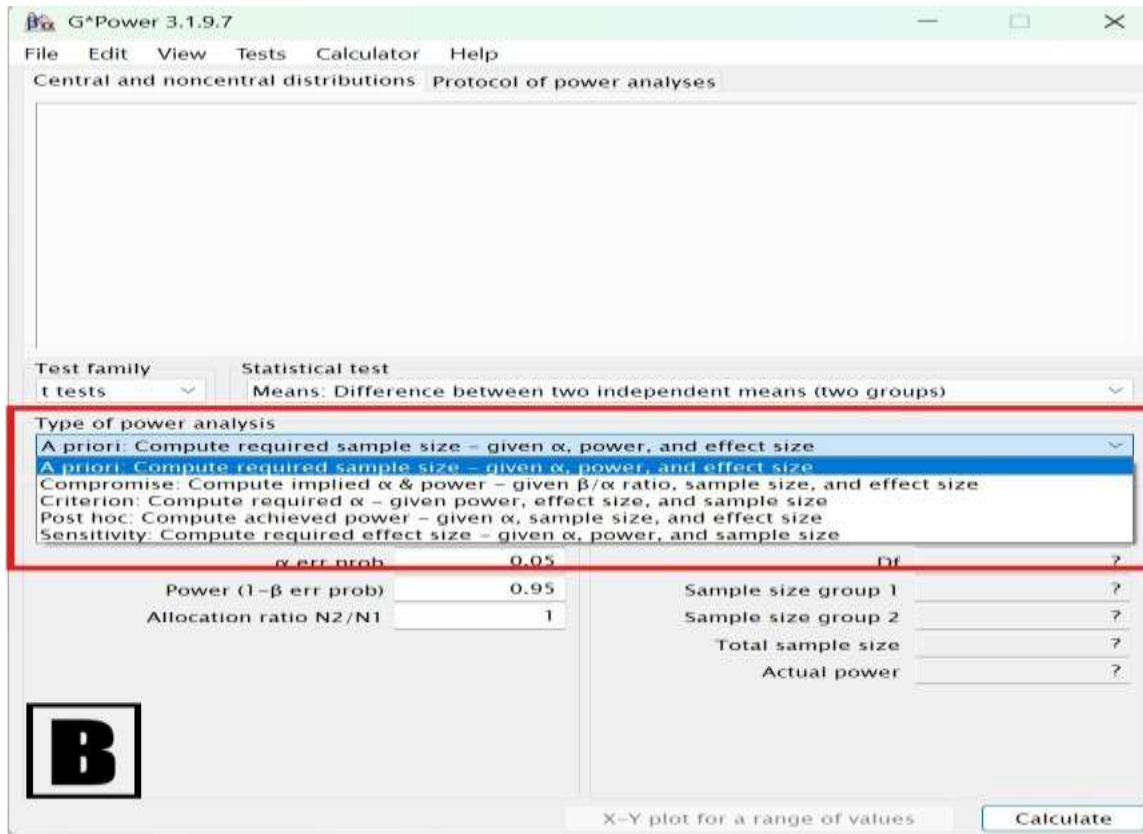 βα G*Power 3.1.9.7
File Edit View Tests Calculator Help
Central and noncentral distributions Protocol of power analyses
Test family Statistical test
t tests Means: Difference between two independent means (two groups)
Type of power analysis
A priori: Compute required sample size – given α, power, and effect size
A priori: Compute required sample size – given α, power, and effect size
Compromise: Compute implied α & power – given β/α ratio, sample size, and effect size
Criterion: Compute required α – given power, effect size, and sample size
Post hoc: Compute achieved power – given α, sample size, and effect size
Sensitivity: Compute required effect size – given α, power, and sample size
α err prob 0.05 Df ?
Power (1-β err prob) 0.95 Sample size group 1 ?
Allocation ratio N2/N1 1 Sample size group 2 ?
Total sample size ?
Actual power ?
B
X-Y plot for a range of values Calculate